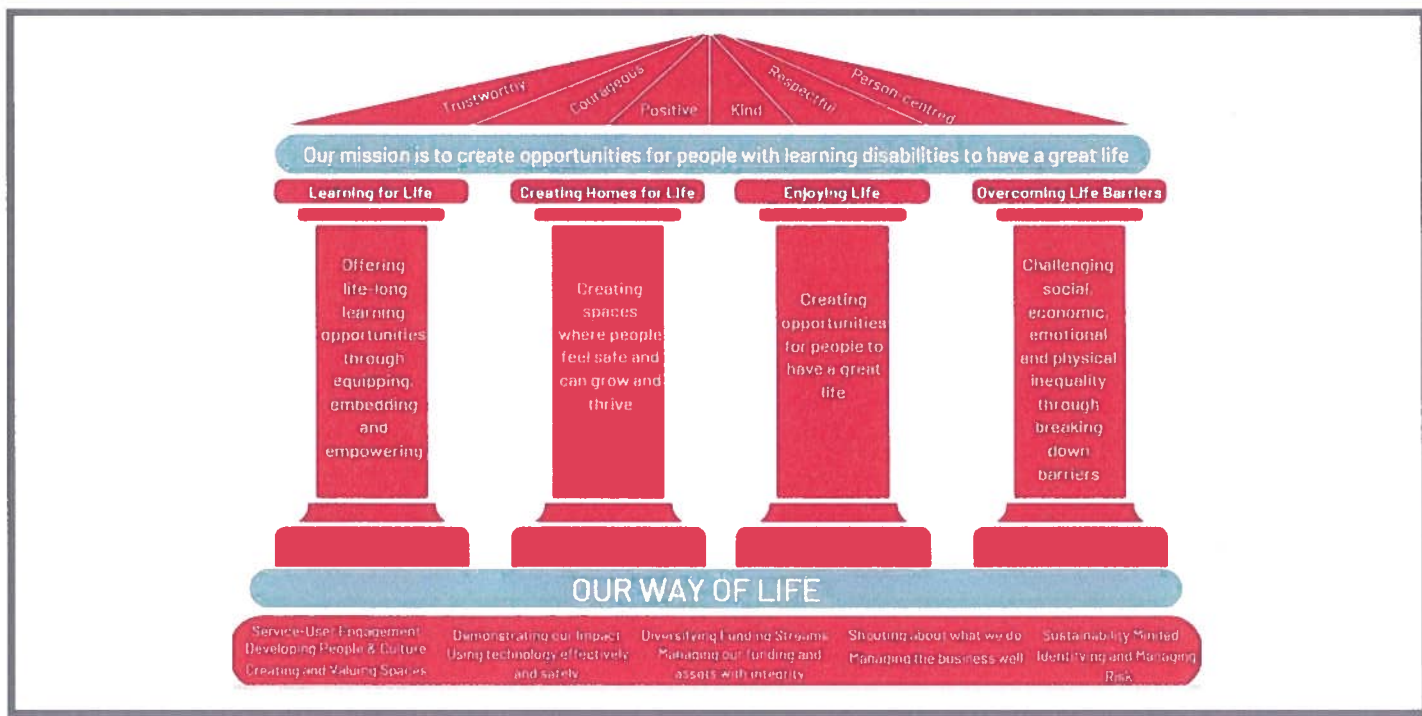 Trustworthy
Courageous
Positive
Kind
Respectful
Person-centred
Our mission is to create opportunities for people with learning disabilities to have a great life
Learning for Life
Offering
life-long
learning
opportunities
through
equipping,
embedding
and
empowering
Creating Homes for Life
Creating
spaces
where people
feel safe and
can grow and
thrive
Enjoying Life
Creating
opportunities
for people to
have a great
life
Overcoming Life Barriers
Challenging
social,
economic,
emotional
and physical
inequality
through
breaking
down
barriers
OUR WAY OF LIFE
Service-User Engagement
Developing People & Culture
Creating and Valuing Spaces
Demonstrating our Impact
Using technology effectively
and safely
Diversifying Funding Streams
Managing our funding and
assets with integrity
Shouting about what we do
Managing the business well
Sustainability Minded
Identifying and Managing
Risk